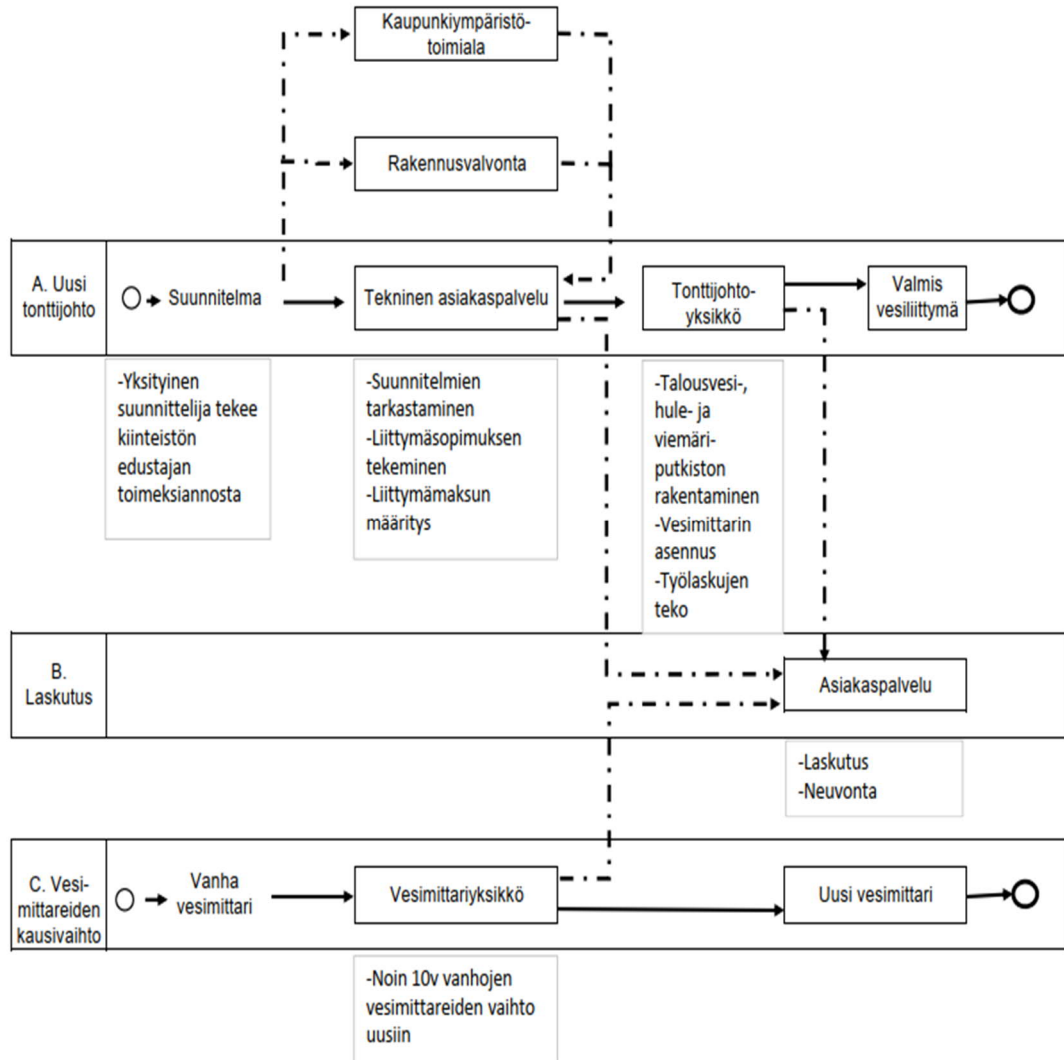 Kaupunkiympäristö-
toimiala
Rakennusvalvonta
A. Uusi
tonttijohto
Suunnitelma
Tekninen asiakaspalvelu
Tonttijohto-
yksikkö
Valmis
vesiliittymä
-Yksityinen
suunnittelija tekee
kiinteistön
edustajan
toimeksiannosta
-Suunnitelmien
tarkastaminen
-Liittymäsopimuksen
tekeminen
-Liittymämaksun
määritys
-Talousvesi-,
hule- ja
viemäri-
putkiston
rakentaminen
-Vesimittarin
asennus
-Työlaskujen
teko
B.
Laskutus
Asiakaspalvelu
-Laskutus
-Neuvonta
C. Vesi-
mittareiden
kausivaihto
Vanha
vesimittari
Vesimittariyksikkö
Uusi vesimittari
-Noin 10v vanhojen
vesimittareiden vaihto
uusiin